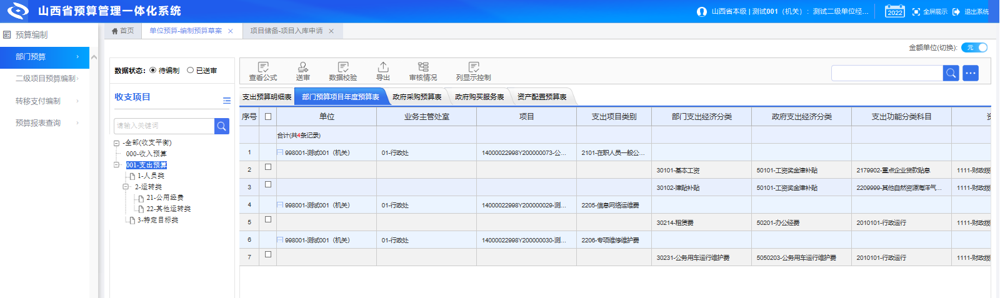 山西省预算管理一体化系统
山西省本级 | 测试001（机关）：测试二级单位经...
2022
全屏展示
退出系统
预算编制
首页
单位预算-编制预算草案 ×
项目储备-项目入库申请 ×
部门预算
二级项目预算编制
转移支付编制
预算报表查询
金额单位(切换): 元
数据状态: 待编制 已送审
收支项目
请输入关键词
-全部(收支平衡)
000-收入预算
001-支出预算
1-人员类
2-运转类
21-公用经费
22-其他运转类
3-特定目标类
查看公式 送审 数据校验 导出 审核情况 列显示控制
支出预算明细表 部门预算项目年度预算表 政府采购预算表 政府购买服务表 资产配置预算表
序号 单位 业务主管处室 项目 支出项目类别 部门支出经济分类 政府支出经济分类 支出功能分类科目
合计(共4条记录)
1 998001-测试001（机关） 01-行政处 14000022998Y200000073-公... 2101-在职人员一般公...
2 30101-基本工资 50101-工资奖金津补贴 2179902-重点企业贷款贴息 1111-财政拨
3 30102-津贴补贴 50101-工资奖金津补贴 2209999-其他自然资源海洋气... 1111-财政拨
4 998001-测试001（机关） 01-行政处 14000022998Y200000029-测... 2205-信息网络运维费
5 30214-租赁费 50201-办公经费 2010101-行政运行 1111-财政拨
6 998001-测试001（机关） 01-行政处 14000022998Y200000030-测... 2206-专项维修维护费
7 30231-公务用车运行维护费 5050203-公务用车运行维护费 2010101-行政运行 1111-财政拨